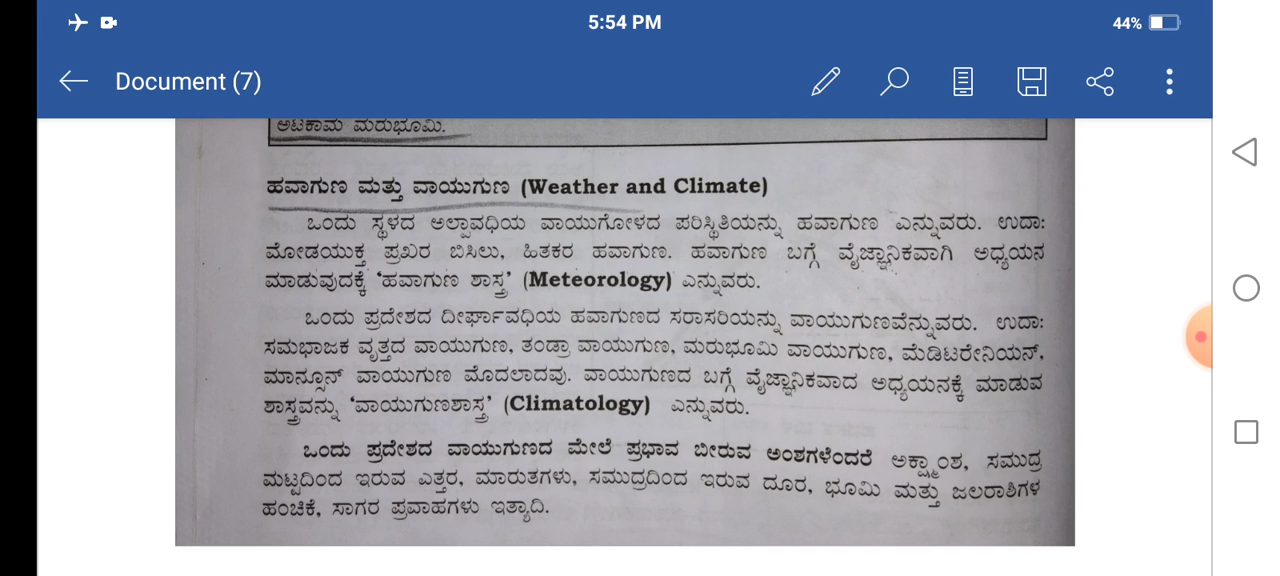 5:54 PM
44%
Document (7)
ಅಟಕಾಮ ಮರುಭೂಮಿ.
ಹವಾಗುಣ ಮತ್ತು ವಾಯುಗುಣ (Weather and Climate)
ಒಂದು ಸ್ಥಳದ ಅಲ್ಪಾವಧಿಯ ವಾಯುಗೋಳದ ಪರಿಸ್ಥಿತಿಯನ್ನು ಹವಾಗುಣ ಎನ್ನುವರು. ಉದಾ:
ಮೋಡಯುಕ್ತ ಪ್ರಖರ ಬಿಸಿಲು, ಹಿತಕರ ಹವಾಗುಣ. ಹವಾಗುಣ ಬಗ್ಗೆ ವೈಜ್ಞಾನಿಕವಾಗಿ ಅಧ್ಯಯನ
ಮಾಡುವುದಕ್ಕೆ ‘ಹವಾಗುಣ ಶಾಸ್ತ್ರ’ (Meteorology) ಎನ್ನುವರು.
ಒಂದು ಪ್ರದೇಶದ ದೀರ್ಘಾವಧಿಯ ಹವಾಗುಣದ ಸರಾಸರಿಯನ್ನು ವಾಯುಗುಣವೆನ್ನುವರು. ಉದಾ:
ಸಮಭಾಜಕ ವೃತ್ತದ ವಾಯುಗುಣ, ತಂಡ್ರಾ ವಾಯುಗುಣ, ಮರುಭೂಮಿ ವಾಯುಗುಣ, ಮೆಡಿಟರೇನಿಯನ್,
ಮಾನ್ಸೂನ್ ವಾಯುಗುಣ ಮೊದಲಾದವು. ವಾಯುಗುಣದ ಬಗ್ಗೆ ವೈಜ್ಞಾನಿಕವಾದ ಅಧ್ಯಯನಕ್ಕೆ ಮಾಡುವ
ಶಾಸ್ತ್ರವನ್ನು ‘ವಾಯುಗುಣಶಾಸ್ತ್ರ’ (Climatology) ಎನ್ನುವರು.
ಒಂದು ಪ್ರದೇಶದ ವಾಯುಗುಣದ ಮೇಲೆ ಪ್ರಭಾವ ಬೀರುವ ಅಂಶಗಳೆಂದರೆ ಅಕ್ಷಾಂಶ, ಸಮುದ್ರ
ಮಟ್ಟದಿಂದ ಇರುವ ಎತ್ತರ, ಮಾರುತಗಳು, ಸಮುದ್ರದಿಂದ ಇರುವ ದೂರ, ಭೂಮಿ ಮತ್ತು ಜಲರಾಶಿಗಳ
ಹಂಚಿಕೆ, ಸಾಗರ ಪ್ರವಾಹಗಳು ಇತ್ಯಾದಿ.